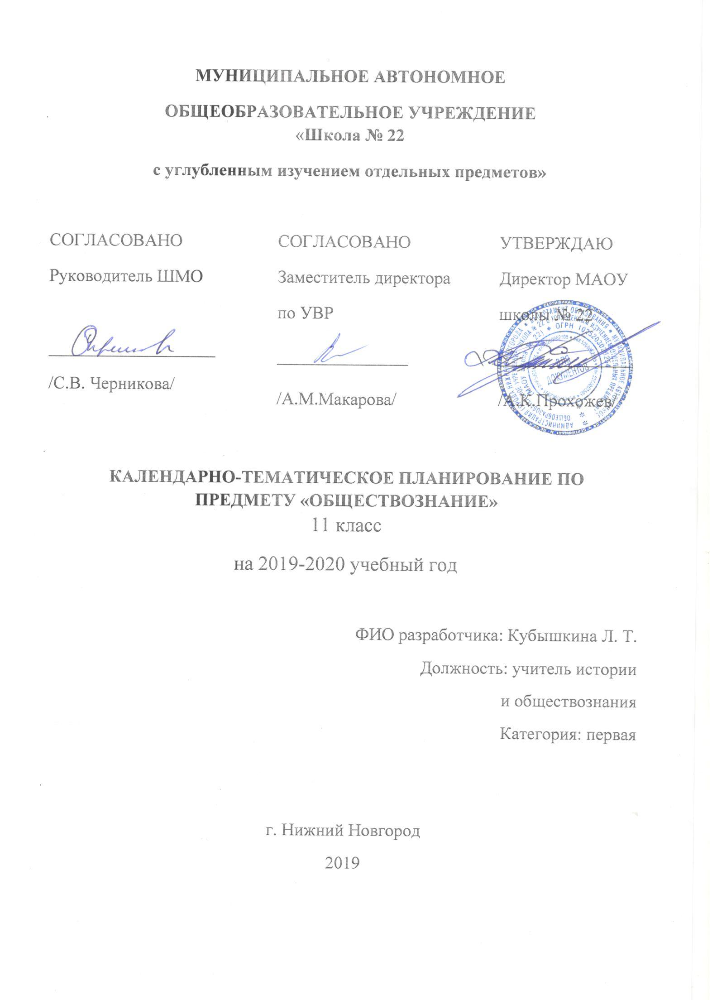 МУНИЦИПАЛЬНОЕ АВТОНОМНОЕ
ОБЩЕОБРАЗОВАТЕЛЬНОЕ УЧРЕЖДЕНИЕ
«Школа № 22
с углубленным изучением отдельных предметов»
СОГЛАСОВАНО
Руководитель ШМО
/С.В. Черникова/
СОГЛАСОВАНО
Заместитель директора
по УВР
/А.М.Макарова/
УТВЕРЖДАЮ
Директор МАОУ
школы № 22
/А.К.Прохожев/
ДЛЯ
ДОКУМЕНТОВ
КАЛЕНДАРНО-ТЕМАТИЧЕСКОЕ ПЛАНИРОВАНИЕ ПО
ПРЕДМЕТУ «ОБЩЕСТВОЗНАНИЕ»
11 класс
на 2019-2020 учебный год
ФИО разработчика: Кубышкина Л. Т.
Должность: учитель истории
и обществознания
Категория: первая
г. Нижний Новгород
2019